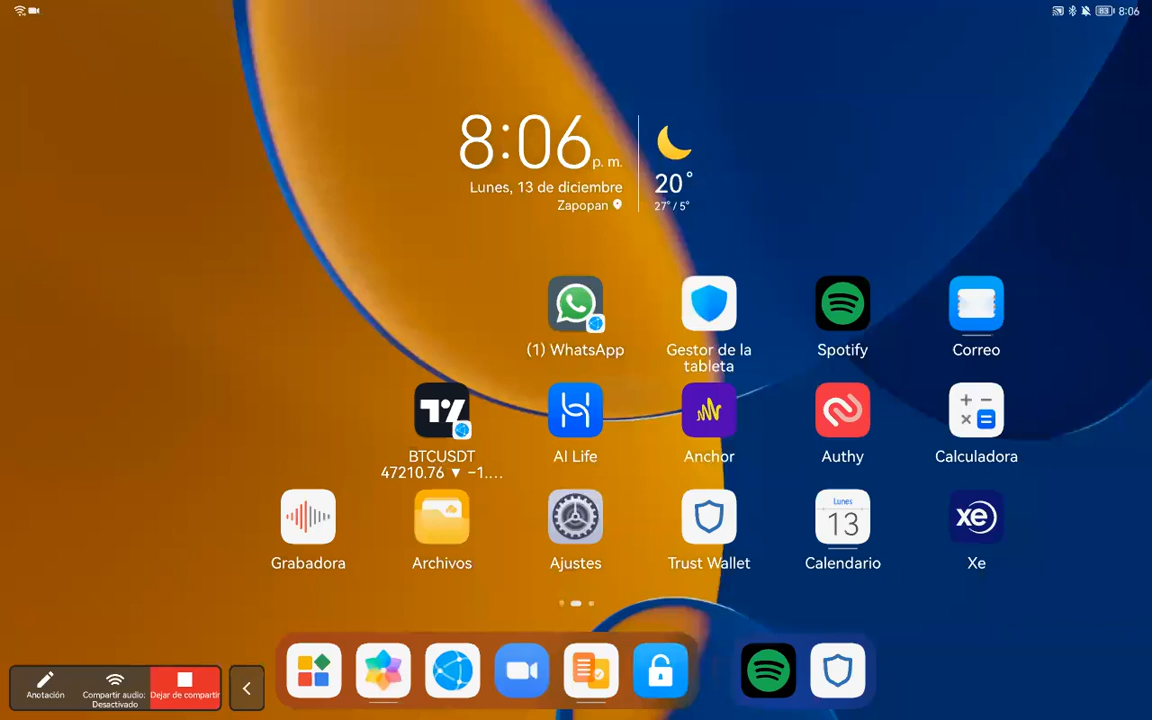 83
8:06
8:06 p. m.
Lunes, 13 de diciembre
Zapopan
20°
27° / 5°
(1) WhatsApp
Gestor de la
tableta
Spotify
Correo
BTCUSDT
47210.76 ▼ −1....
AI Life
Anchor
Authy
Calculadora
Grabadora
Archivos
Ajustes
Trust Wallet
Lunes
13
Calendario
xe
Xe
Anotación
Compartir audio:
Desactivado
Dejar de compartir